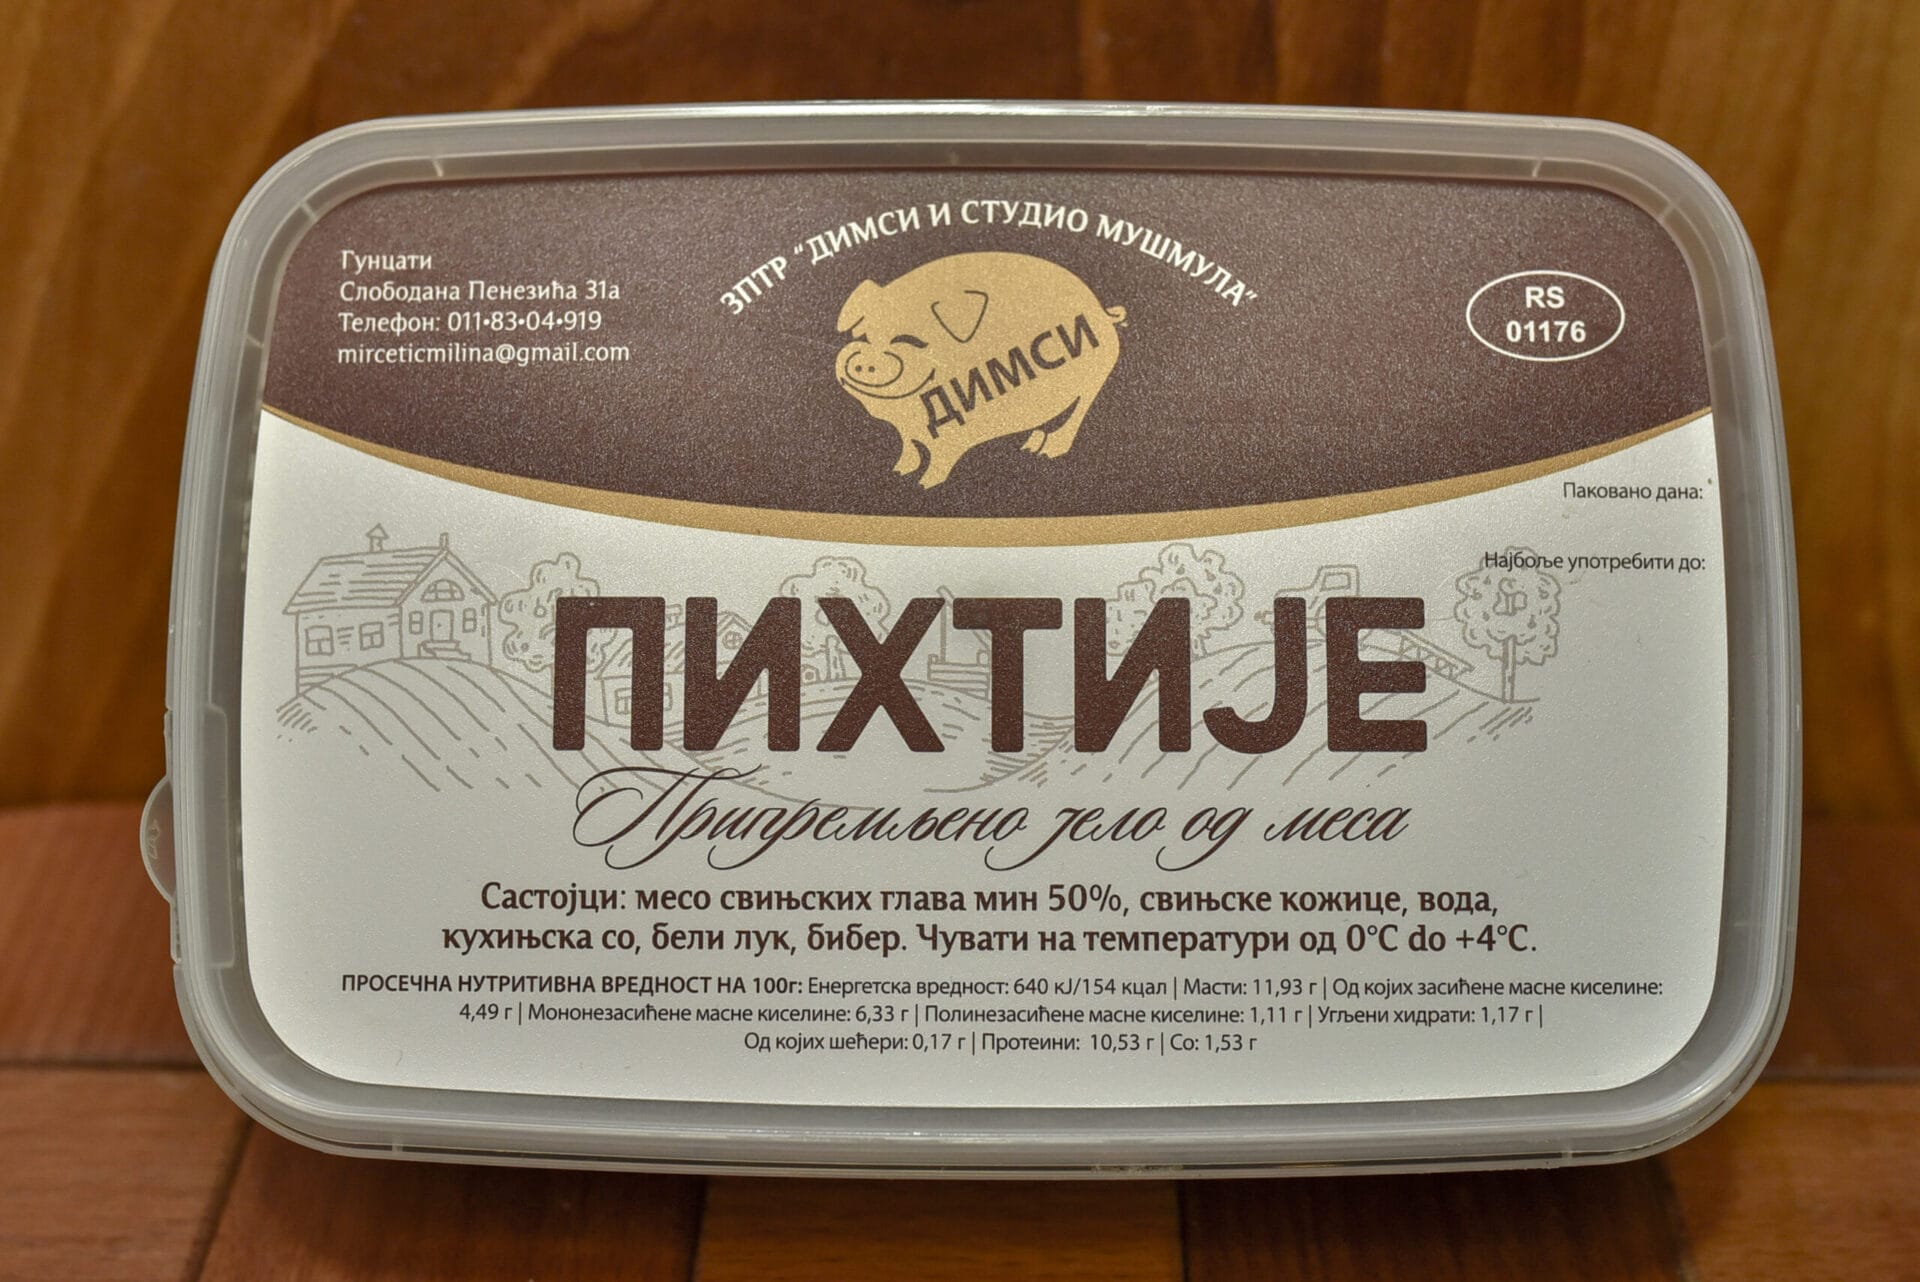 ЗПТР “ДИМСИ И СТУДИО МУШМУЛА”
Гунцати
Слободана Пенезића 31а
Телефон: 011•83•04•919
mirceticmilina@gmail.com
ДИМСИ
RS
01176
Паковано дана:
Најбоље употребити до:
ПИХТИЈЕ
Припремљено јело од меса
Састојци: месо свињских глава мин 50%, свињске кожице, вода,
кухињска со, бели лук, бибер. Чувати на температури од 0°C do +4°C.
ПРОСЕЧНА НУТРИТИВНА ВРЕДНОСТ НА 100г: Енергетска вредност: 640 кЈ/154 кцал | Масти: 11,93 г | Од којих засићене масне киселине:
4,49 г | Мононезасићене масне киселине: 6,33 г | Полинезасићене масне киселине: 1,11 г | Угљени хидрати: 1,17 г |
Од којих шећери: 0,17 г | Протеини: 10,53 г | Со: 1,53 г